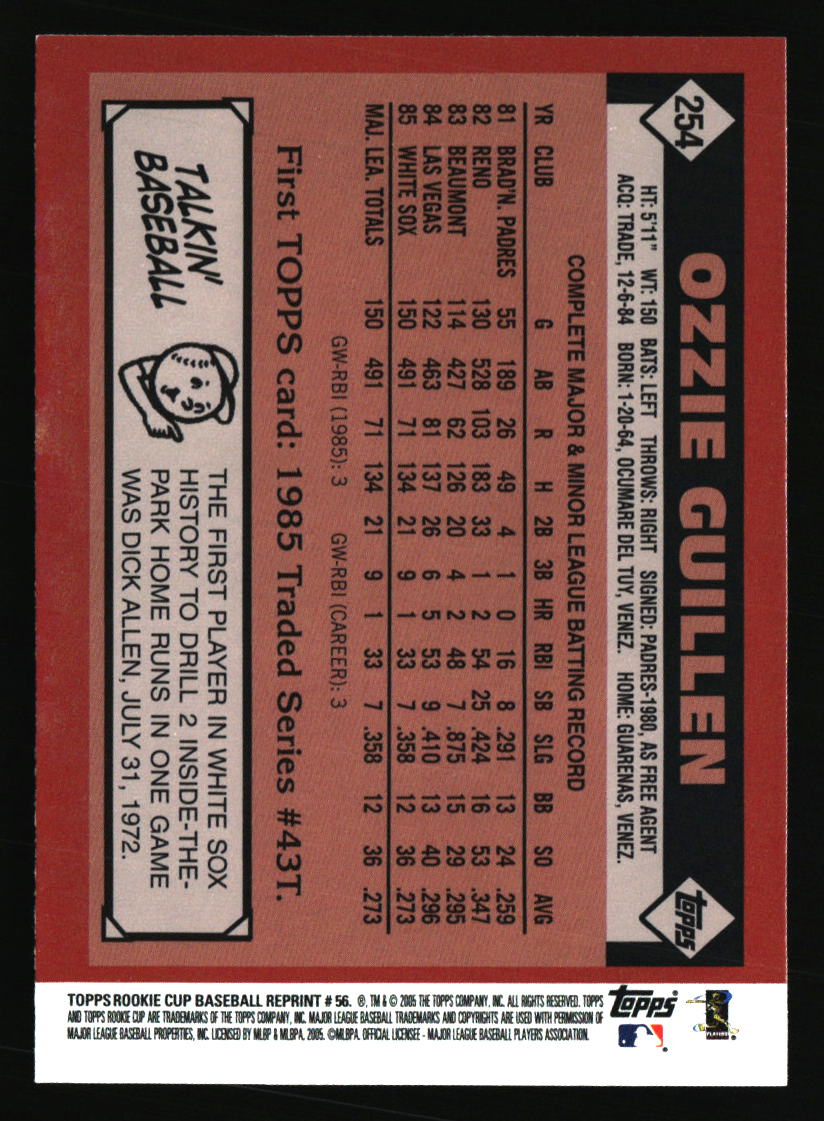 254
OZZIE GUILLEN
topps
HT: 5'11" WT: 150 BATS: LEFT THROWS: RIGHT SIGNED: PADRES-1980, AS FREE AGENT
ACQ: TRADE, 12-6-84 BORN: 1-20-64, OCUMARE DEL TUY, VENEZ. HOME: GUARENAS, VENEZ.
COMPLETE MAJOR & MINOR LEAGUE BATTING RECORD
YR CLUB G AB R H 2B 3B HR RBI SB SLG BB SO AVG
81 BRAD'N. PADRES 55 189 26 49 4 1 0 16 8 .291 13 24 .259
82 RENO 130 528 103 183 33 1 2 54 25 .424 16 53 .347
83 BEAUMONT 114 427 62 126 20 4 2 48 7 .875 15 29 .295
84 LAS VEGAS 122 463 81 137 26 6 5 53 9 .410 13 40 .296
85 WHITE SOX 150 491 71 134 21 9 1 33 7 .358 12 36 .273
MAJ. LEA. TOTALS 150 491 71 134 21 9 1 33 7 .358 12 36 .273
GW-RBI (1985): 3 GW-RBI (CAREER): 3
First TOPPS card: 1985 Traded Series #43T.
TALKIN'
BASEBALL
THE FIRST PLAYER IN WHITE SOX
HISTORY TO DRILL 2 INSIDE-THE-
PARK HOME RUNS IN ONE GAME
WAS DICK ALLEN, JULY 31, 1972.
TOPPS ROOKIE CUP BASEBALL REPRINT # 56. ®, TM & © 2005 THE TOPPS COMPANY, INC. ALL RIGHTS RESERVED. TOPPS
AND TOPPS ROOKIE CUP ARE TRADEMARKS OF THE TOPPS COMPANY, INC. MAJOR LEAGUE BASEBALL TRADEMARKS AND COPYRIGHTS ARE USED WITH PERMISSION OF
MAJOR LEAGUE BASEBALL PROPERTIES, INC. LICENSED BY MLBP & MLBPA. 2005. ©MLBPA. OFFICIAL LICENSEE - MAJOR LEAGUE BASEBALL PLAYERS ASSOCIATION.
topps®
PLAYERS